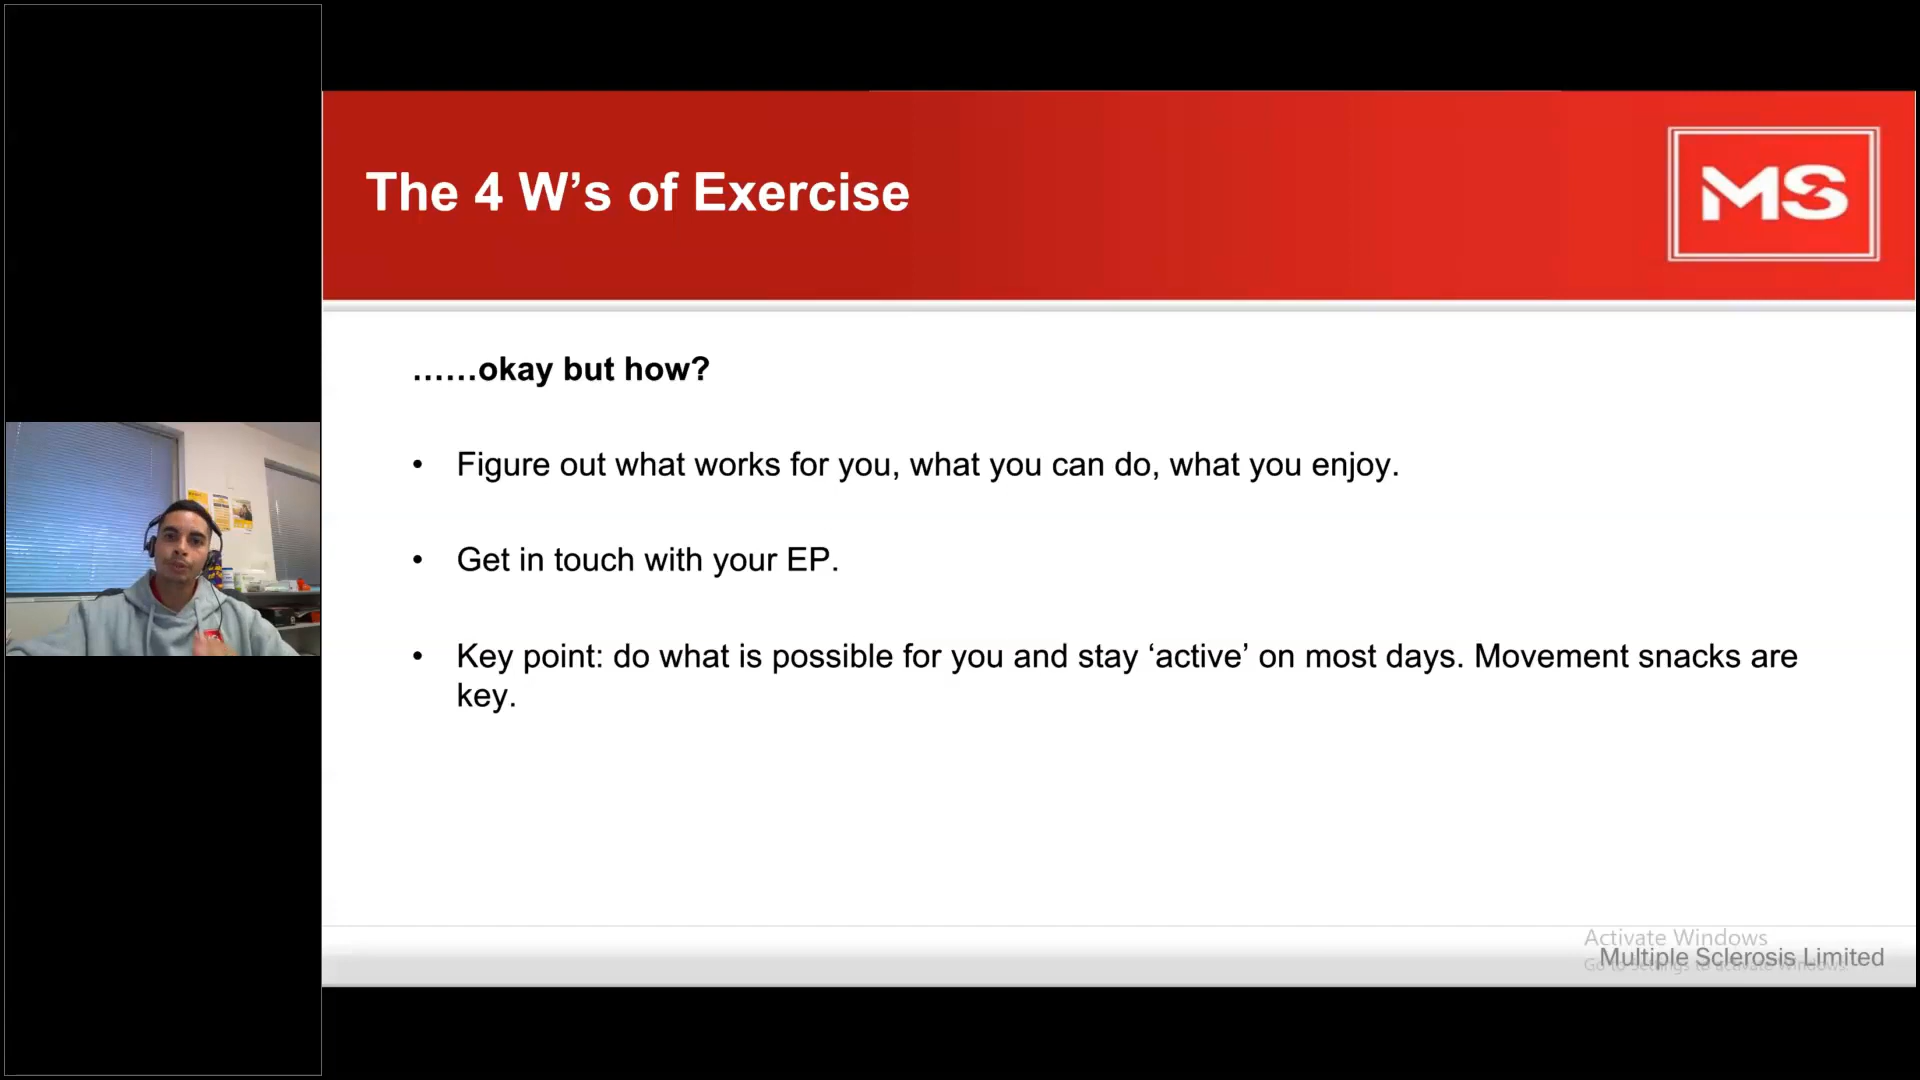 The 4 W’s of Exercise
MS
……okay but how?
• Figure out what works for you, what you can do, what you enjoy.
• Get in touch with your EP.
• Key point: do what is possible for you and stay ‘active’ on most days. Movement snacks are
key.
Activate Windows
Multiple Sclerosis Limited
Go to Settings to activate Windows.